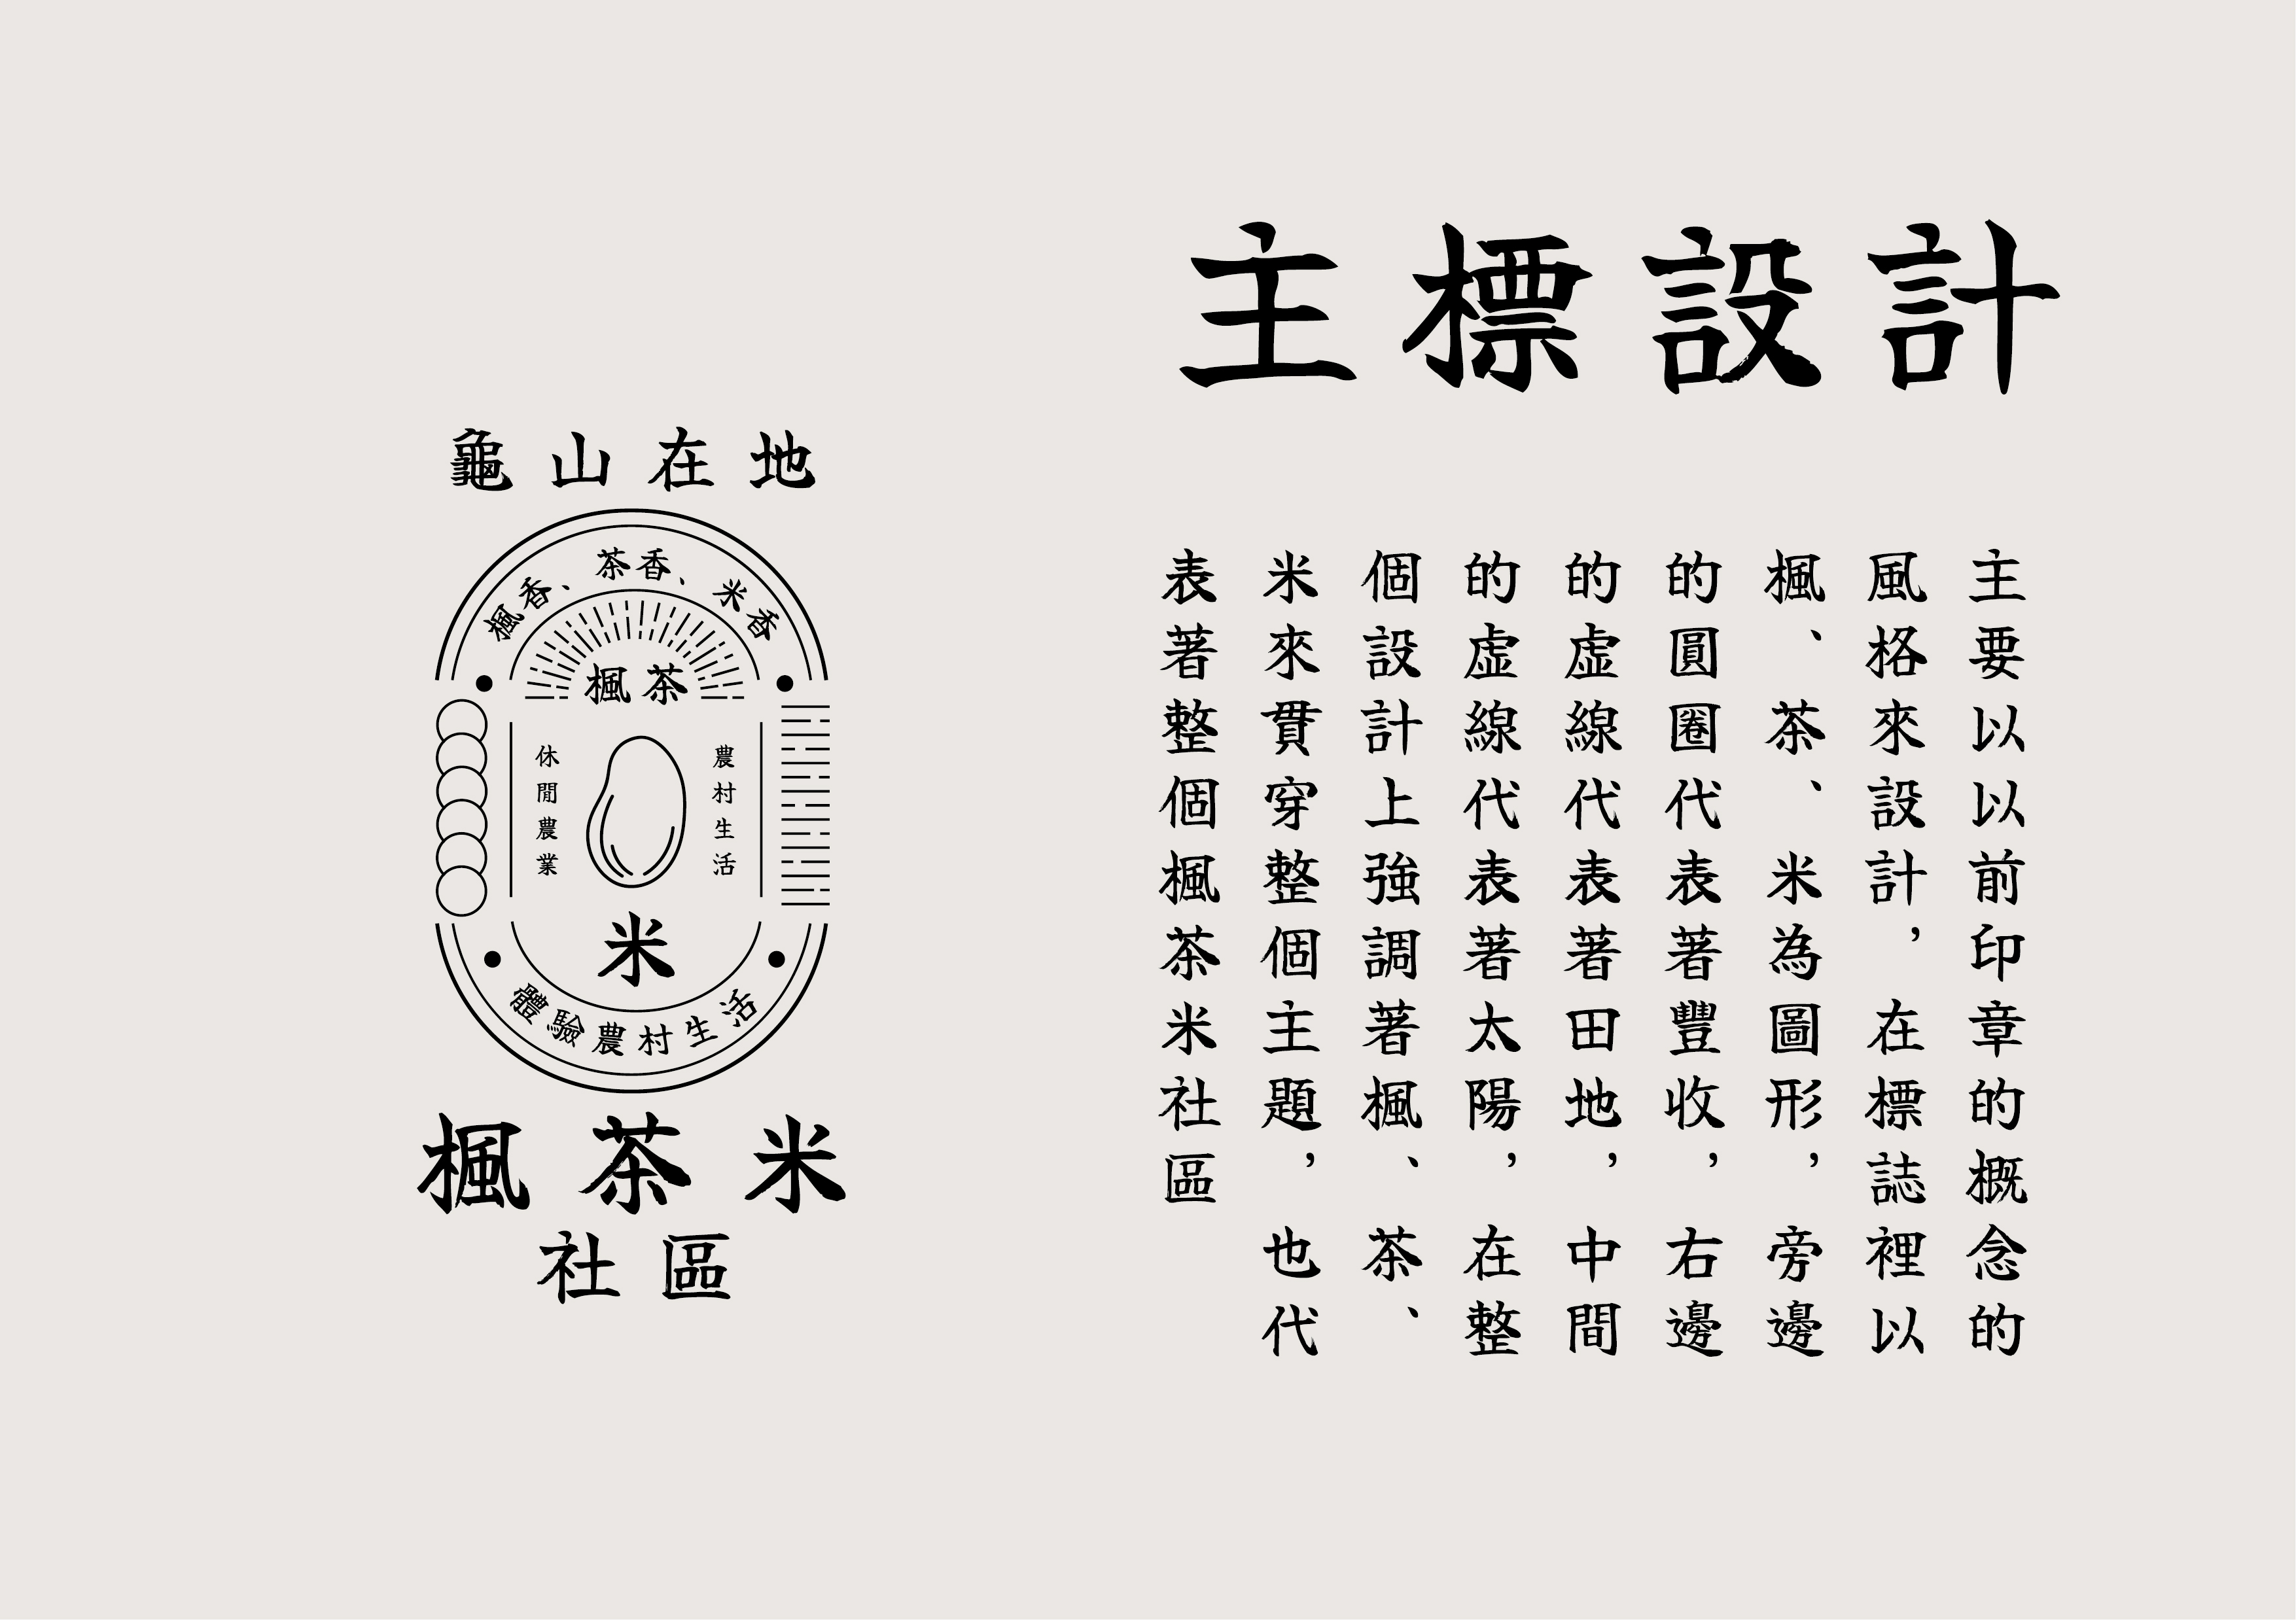 主標設計
主要以以前印章的概念的
風格來設計，在標誌裡以
楓、茶、米為圖形，旁邊
的圓圈代表著豐收，右邊
的虛線代表著田地，中間
的虛線代表著太陽，在整
個設計上強調著楓、茶、
米來貫穿整個主題，也代
表著整個楓茶米社區
龜山在地
楓香、茶香、米香
楓茶
農村生活
休閒農業
米
體驗農村生活
楓茶米
社區